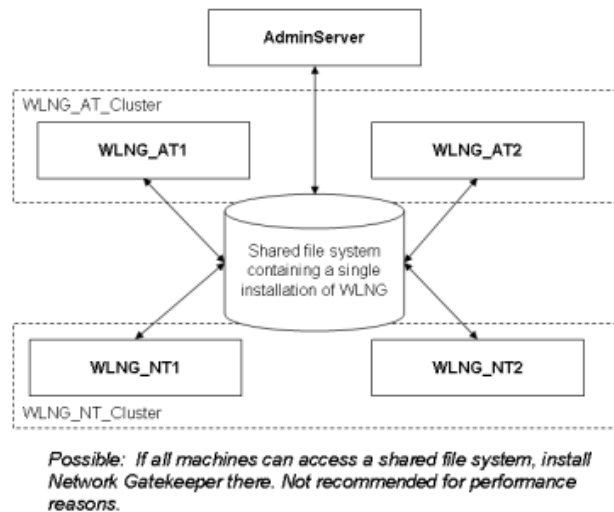 AdminServer
WLNG_AT_Cluster
WLNG_AT1
WLNG_AT2
Shared file system
containing a single
installation of WLNG
WLNG_NT1
WLNG_NT2
WLNG_NT_Cluster
Possible: If all machines can access a shared file system, install
Network Gatekeeper there. Not recommended for performance
reasons.